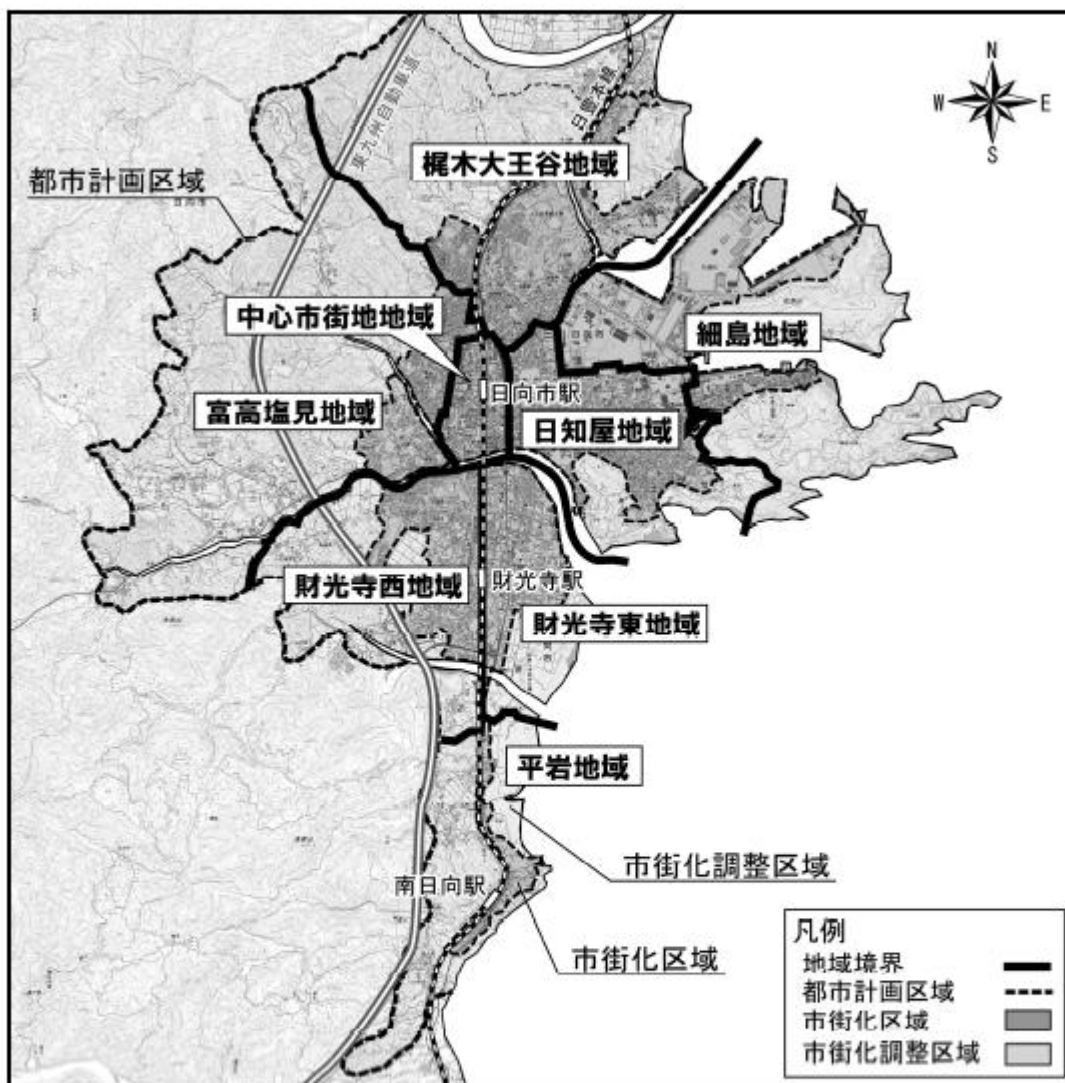 N
W E
S
東九州自動車道
日豊本線
梶木大王谷地域
都市計画区域
中心市街地地域
細島地域
日向市駅
富高塩見地域
日知屋地域
財光寺西地域
財光寺駅
財光寺東地域
平岩地域
市街化調整区域
南日向駅
市街化区域
凡例
地域境界
都市計画区域
市街化区域
市街化調整区域